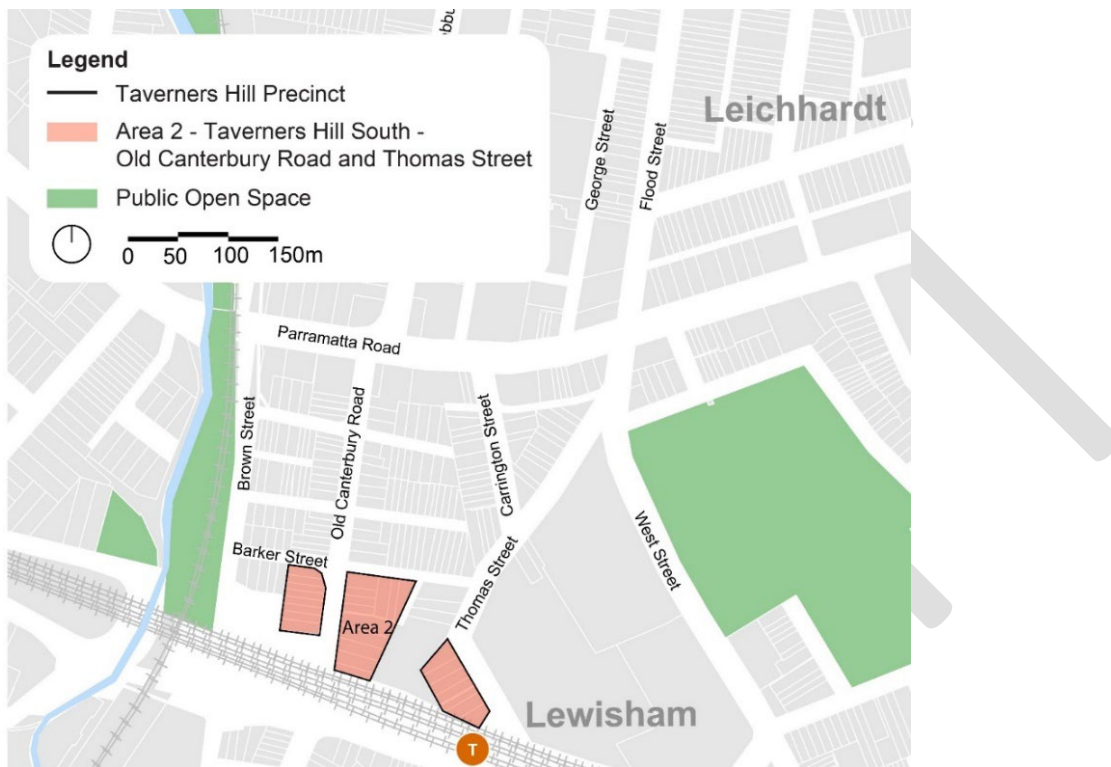 Legend
Taverners Hill Precinct
Area 2 - Taverners Hill South -
Old Canterbury Road and Thomas Street
Public Open Space
0 50 100 150m
Leichhardt
George Street
Flood Street
Parramatta Road
Brown Street
Old Canterbury Road
Carrington Street
West Street
Barker Street
Thomas Street
Area 2
Lewisham
T